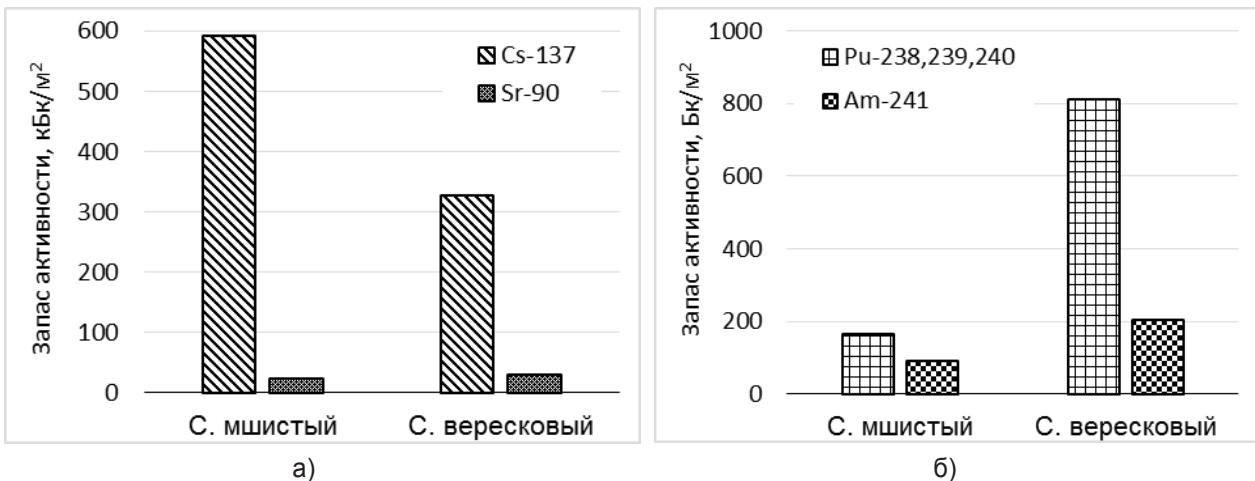 Запас активности, кБк/м²
600
500
400
300
200
100
0
Cs-137
Sr-90
С. мшистый С. вересковый
а)
Запас активности, Бк/м²
1000
800
600
400
200
0
Pu-238,239,240
Am-241
С. мшистый С. вересковый
б)